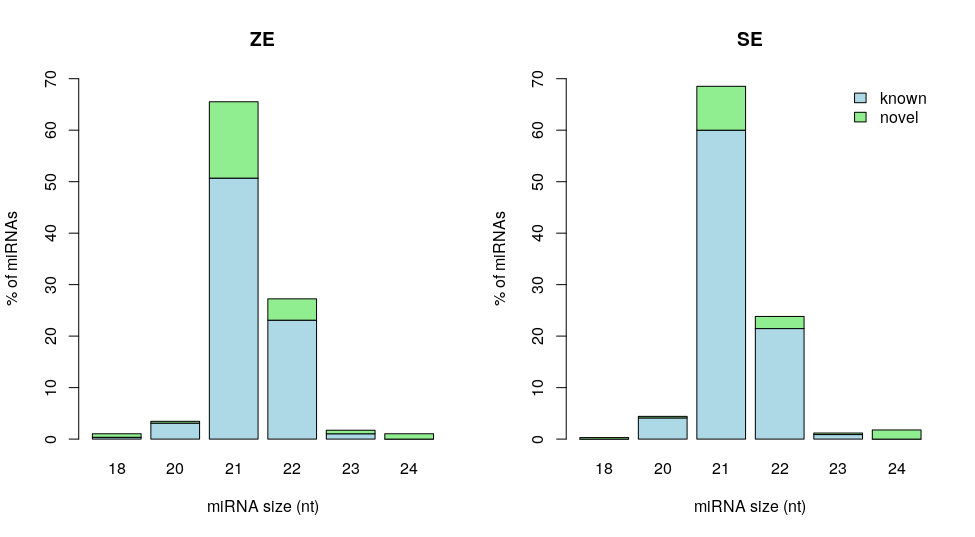 ZE
% of miRNAs
0 10 20 30 40 50 60 70
18 20 21 22 23 24
miRNA size (nt)
SE
% of miRNAs
0 10 20 30 40 50 60 70
known
novel
18 20 21 22 23 24
miRNA size (nt)